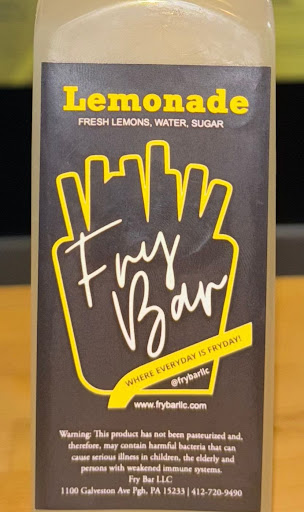 Lemonade
FRESH LEMONS, WATER, SUGAR
Fry
Bar
WHERE EVERYDAY IS FRYDAY!
@frybarllc
www.frybarllc.com
Warning: This product has not been pasteurized and,
therefore, may contain harmful bacteria that can
cause serious illness in children, the elderly and
persons with weakened immune systems.
Fry Bar LLC
1100 Galveston Ave Pgh, PA 15233 | 412-720-9490